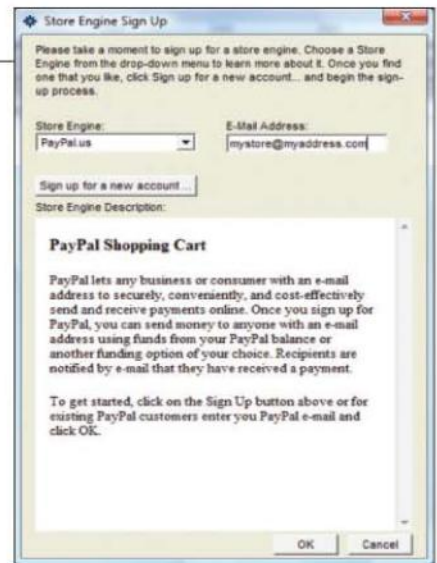 Store Engine Sign Up
Please take a moment to sign up for a store engine. Choose a Store
Engine from the drop-down menu to learn more about it. Once you find
one that you like, click Sign up for a new account... and begin the sign-
up process.
Store Engine: E-Mail Address:
PayPal.us mystore@myaddress.com
Sign up for a new account ...
Store Engine Description:
PayPal Shopping Cart
PayPal lets any business or consumer with an e-mail
address to securely, conveniently, and cost-effectively
send and receive payments online. Once you sign up for
PayPal, you can send money to anyone with an e-mail
address using funds from your PayPal balance or
another funding option of your choice. Recipients are
notified by e-mail that they have received a payment.
To get started, click on the Sign Up button above or for
existing PayPal customers enter you PayPal e-mail and
click OK.
OK Cancel